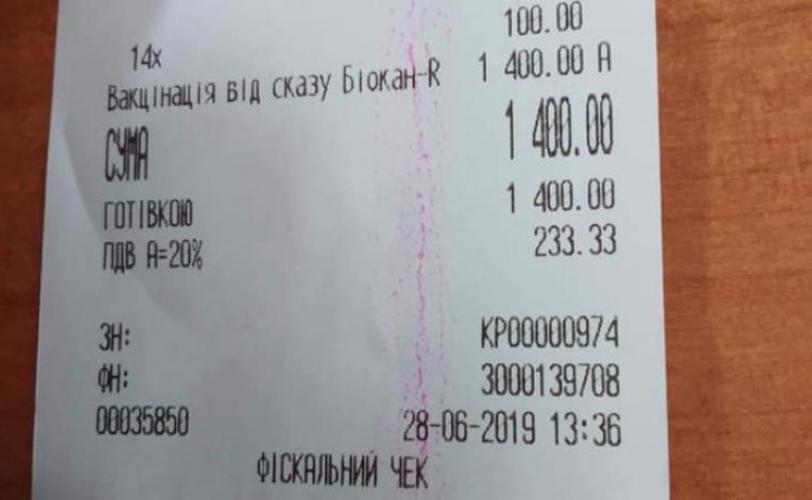 100.00
14x
Вакцінація від сказу Біокан-R 1 400.00 А
СУМА 1 400.00
ГОТІВКОЮ 1 400.00
ПДВ А=20% 233.33
ЗН: КР00000974
ФН: 3000139708
00035850 28-06-2019 13:36
ФІСКАЛЬНИЙ ЧЕК